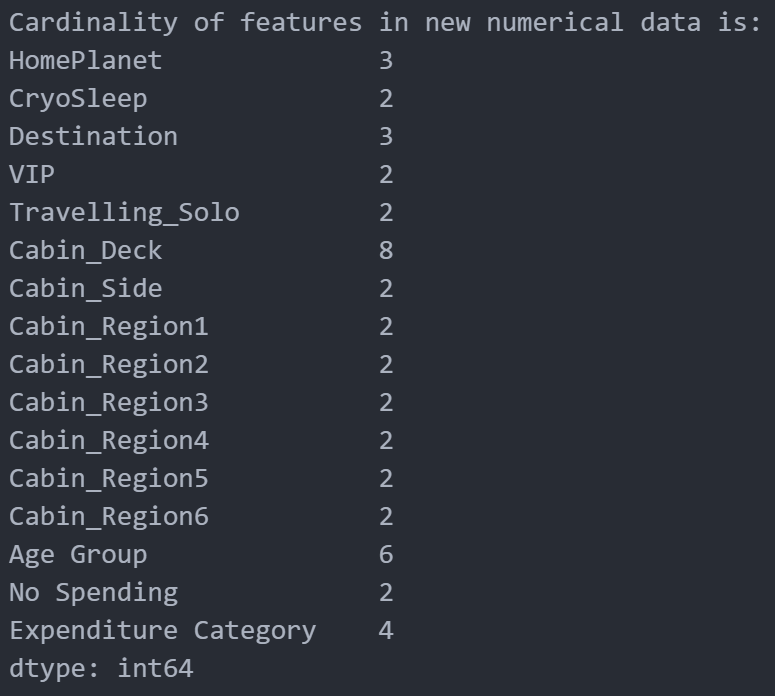 Cardinality of features in new numerical data is:
HomePlanet 3
CryoSleep 2
Destination 3
VIP 2
Travelling_Solo 2
Cabin_Deck 8
Cabin_Side 2
Cabin_Region1 2
Cabin_Region2 2
Cabin_Region3 2
Cabin_Region4 2
Cabin_Region5 2
Cabin_Region6 2
Age Group 6
No Spending 2
Expenditure Category 4
dtype: int64